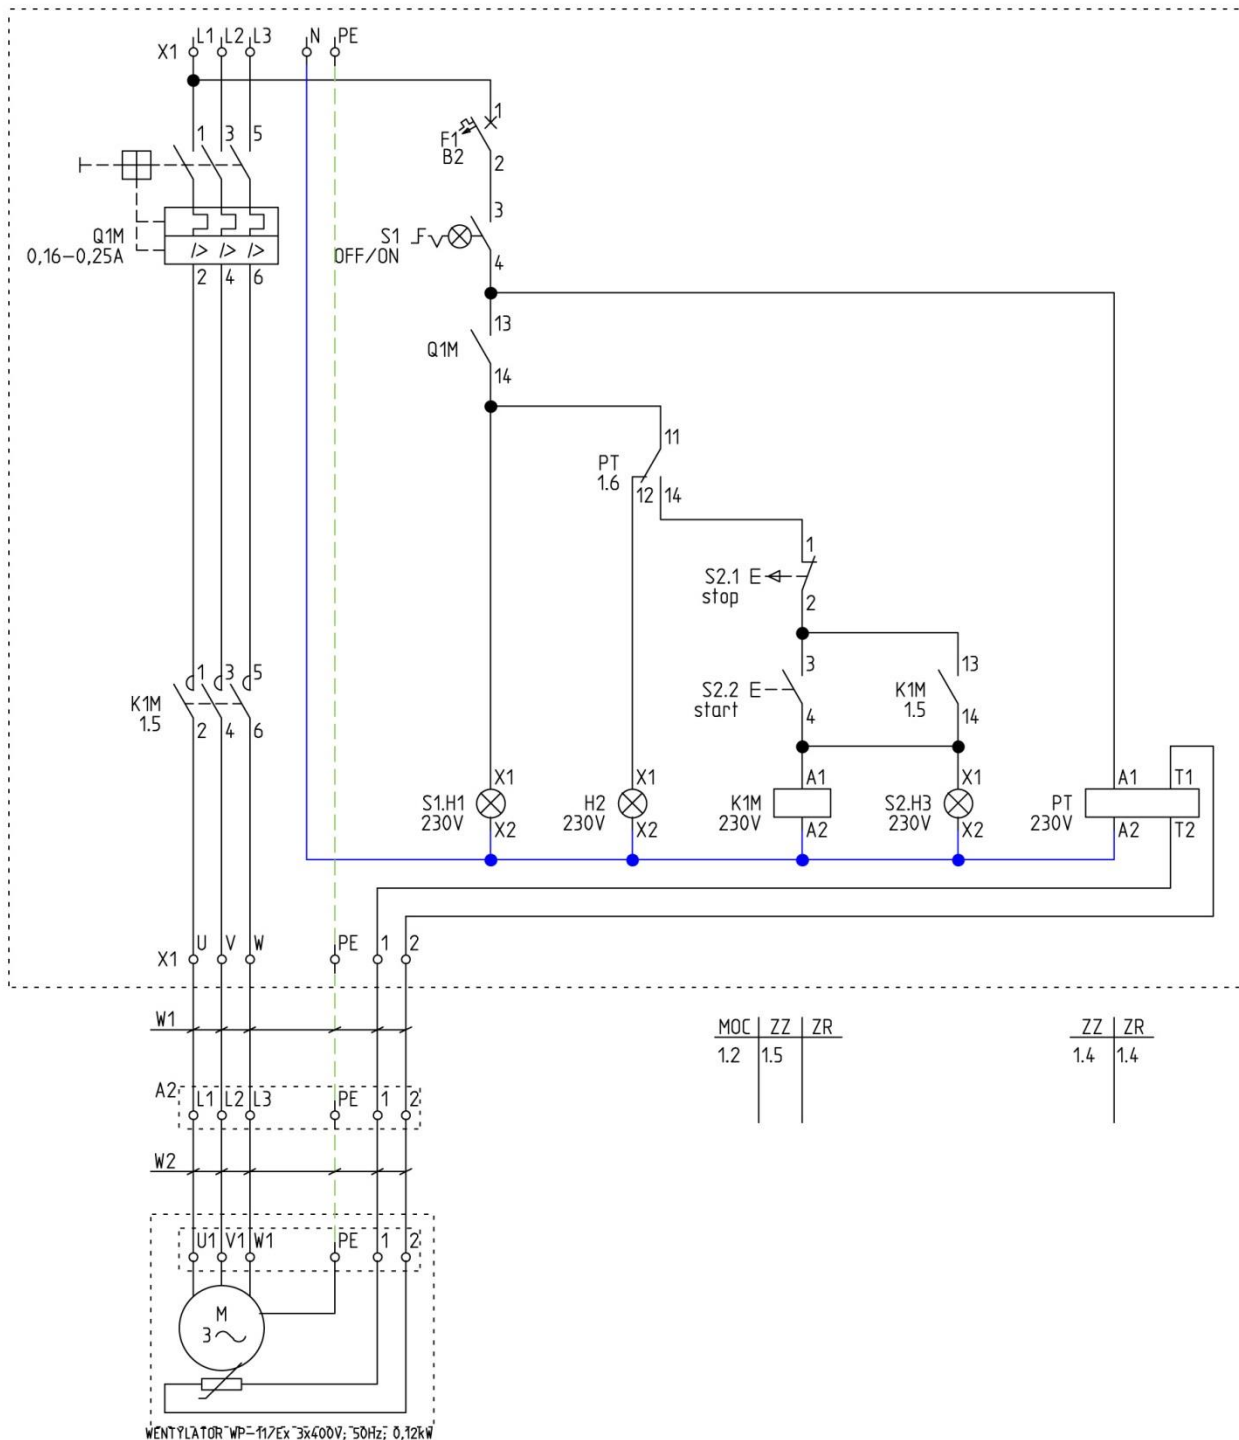 X1 L1 L2 L3 N PE
1 3 5
Q1M
0,16-0,25A
I> I> I>
2 4 6
1
F1
B2
2
3
S1
OFF/ON
4
13
Q1M
14
11
PT
1.6
12 14
1
S2.1
stop
2
3
S2.2
start
4
13
K1M
1.5
14
1 3 5
K1M
1.5
2 4 6
X1
S1.H1
230V
X2
X1
H2
230V
X2
A1
K1M
230V
A2
X1
S2.H3
230V
X2
A1 T1
PT
230V
A2 T2
X1 U V W PE 1 2
W1
A2 L1 L2 L3 PE 1 2
W2
U1 V1 W1 PE 1 2
M
3
WENTYLATOR WP-11/Ex 3x400V; 50Hz; 0,12kW
MOC ZZ ZR
1.2 1.5
ZZ ZR
1.4 1.4